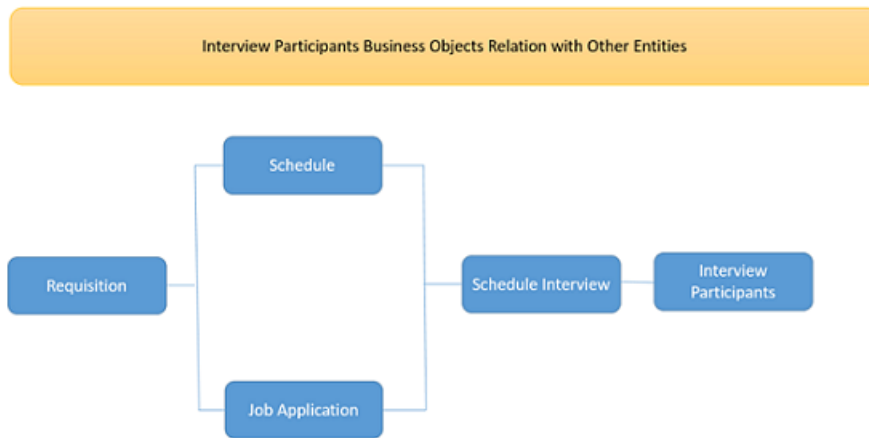 Interview Participants Business Objects Relation with Other Entities
Schedule
Requisition
Schedule Interview
Interview
Participants
Job Application